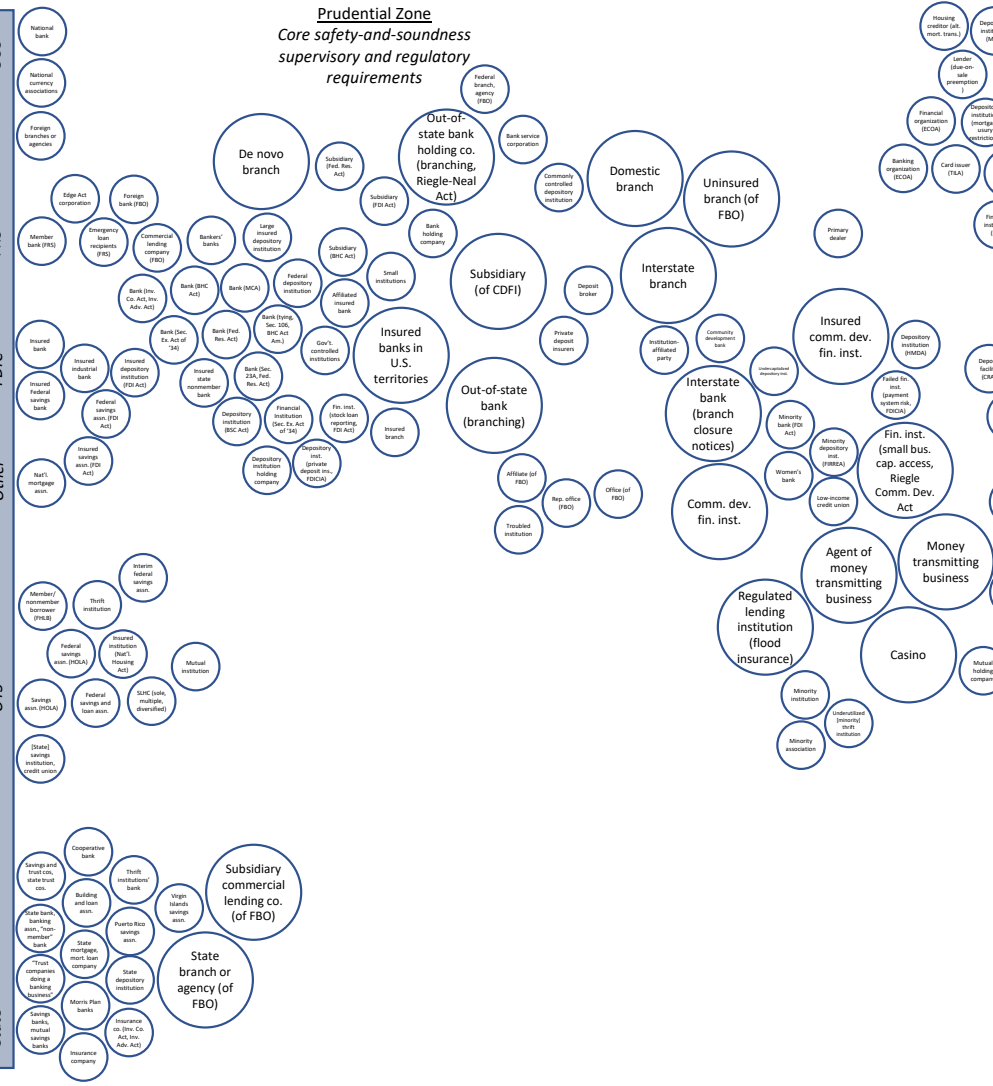 Prudential Zone
Core safety-and-soundness
supervisory and regulatory
requirements
National
bank
National
currency
associations
Foreign
branches or
agencies
Edge Act
corporation
Foreign
bank (FBO)
Member
bank (FRS)
Emergency
loan
recipients
(FRS)
Commercial
lending
company
(FBO)
Bankers'
banks
Large
insured
depository
institution
De novo
branch
Subsidiary
(Fed. Res.
Act)
Federal
branch,
agency
(FBO)
Out-of-
state bank
holding co.
(branching,
Riegle-Neal
Act)
Bank service
corporation
Subsidiary
(FDI Act)
Commonly
controlled
depository
institution
Domestic
branch
Uninsured
branch (of
FBO)
Bank
holding
company
Subsidiary
(BHC Act)
Small
institutions
Subsidiary
(of CDFI)
Interstate
branch
Deposit
broker
Primary
dealer
Housing
creditor (alt.
mort. trans.)
Lender
(due-on-
sale
preemption
)
Financial
organization
(ECOA)
Banking
organization
(ECOA)
Card issuer
(TILA)
Bank (Inv.
Co. Act, Inv.
Adv. Act)
Bank (BHC
Act)
Bank (MCA)
Federal
depository
institution
Affiliated
insured
bank
Bank (Sec.
Ex. Act of
'34)
Bank (Fed.
Res. Act)
Bank (tying,
Sec. 106,
BHC Act
Am.)
Gov't.
controlled
institutions
Insured
banks in
U.S.
territories
Private
deposit
insurers
Institution-
affiliated
party
Community
development
bank
Undercapitalized
depository inst.
Insured
comm. dev.
fin. inst.
Depository
institution
(HMDA)
Insured
bank
Insured
industrial
bank
Insured
depository
institution
(FDI Act)
Insured
Federal
savings
bank
Federal
savings
assn. (FDI
Act)
Insured
savings
assn. (FDI
Act)
Nat'l.
mortgage
assn.
Insured
state
nonmember
bank
Bank (Sec.
23A, Fed.
Res. Act)
Depository
institution
(BSC Act)
Financial
Institution
(Sec. Ex. Act
of '34)
Fin. inst.
(stock loan
reporting,
FDI Act)
Insured
branch
Depository
institution
holding
company
Depository
inst.
(private
deposit ins.,
FDICIA)
Out-of-state
bank
(branching)
Interstate
bank
(branch
closure
notices)
Failed fin.
inst.
(payment
system risk,
FDICIA)
Minority
bank (FDI
Act)
Minority
depository
inst.
(FIRREA)
Women's
bank
Low-income
credit union
Fin. inst.
(small bus.
cap. access,
Riegle
Comm. Dev.
Act
Affiliate (of
FBO)
Rep. office
(FBO)
Office (of
FBO)
Troubled
institution
Comm. dev.
fin. inst.
Agent of
money
transmitting
business
Money
transmitting
business
Regulated
lending
institution
(flood
insurance)
Casino
Minority
institution
Underutilized
[minority]
thrift
institution
Minority
association
Interim
federal
savings
assn.
Member/
nonmember
borrower
(FHLB)
Thrift
institution
Federal
savings
assn. (HOLA)
Insured
institution
(Nat'l.
Housing
Act)
Mutual
institution
Savings
assn. (HOLA)
Federal
savings and
loan assn.
SLHC (sole,
multiple,
diversified)
[State]
savings
institution,
credit union
Cooperative
bank
Savings and
trust cos,
state trust
cos.
Thrift
institutions'
bank
Building
and loan
assn.
Virgin
Islands
savings
assn.
Subsidiary
commercial
lending co.
(of FBO)
State bank,
banking
assn., "non-
member"
bank
Puerto Rico
savings
assn.
State
mortgage,
mort. loan
company
"Trust
companies
doing a
banking
business"
State
depository
institution
State
branch or
agency (of
FBO)
Morris Plan
banks
Savings
banks,
mutual
savings
banks
Insurance
co. (Inv. Co.
Act, Inv.
Adv. Act)
Insurance
company